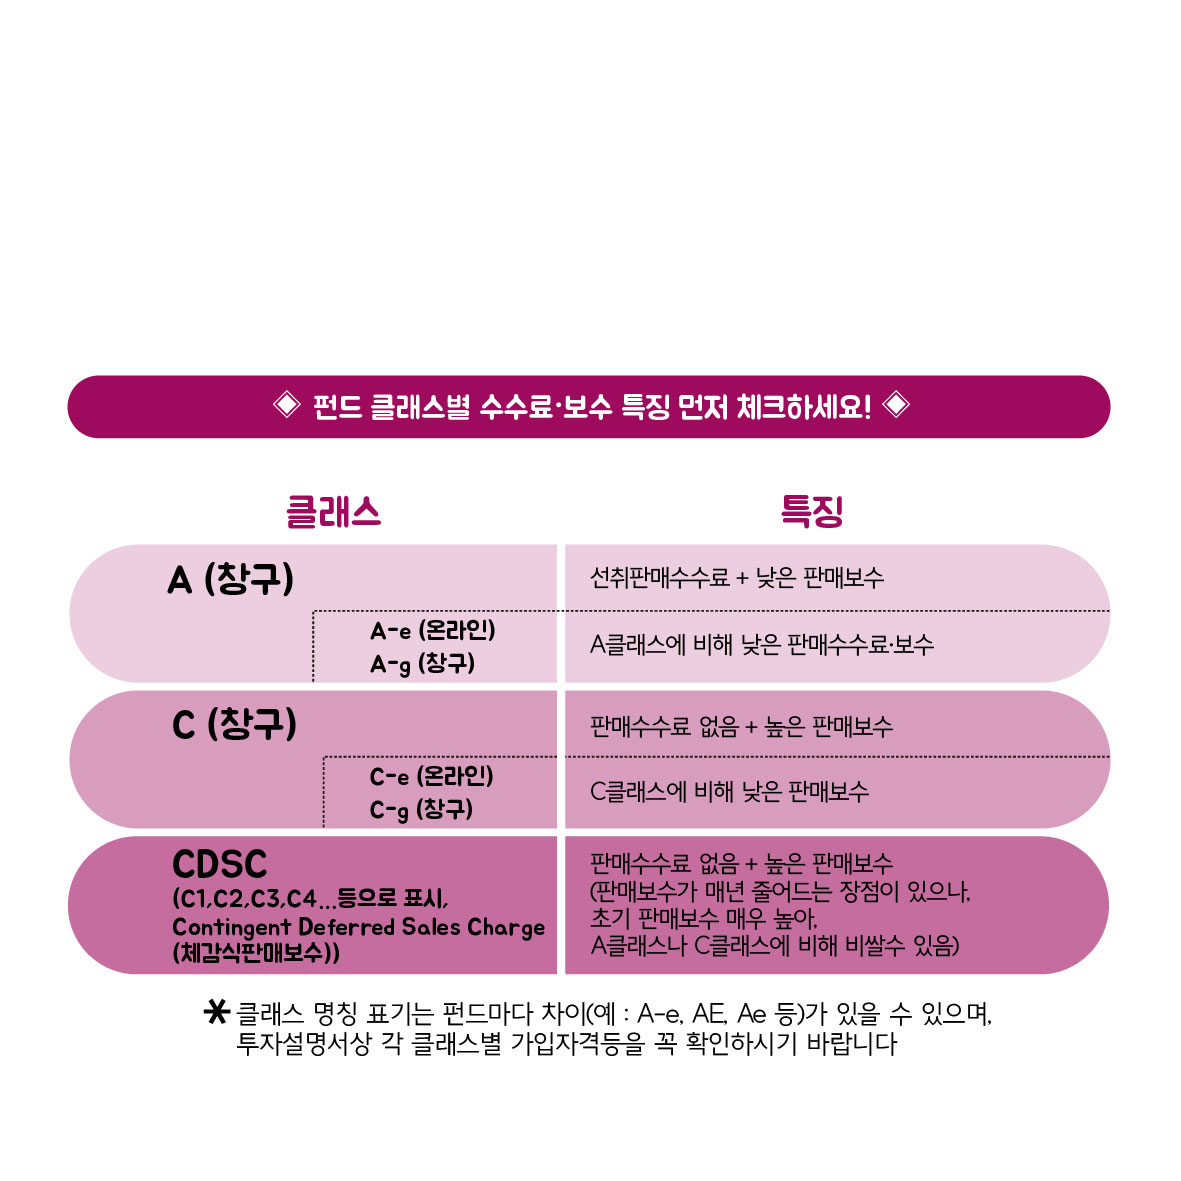 ◈ 펀드 클래스별 수수료·보수 특징 먼저 체크하세요! ◈
클래스
특징
A (창구)
선취판매수수료 + 낮은 판매보수
A-e (온라인)
A-g (창구)
A클래스에 비해 낮은 판매수수료·보수
C (창구)
판매수수료 없음 + 높은 판매보수
C-e (온라인)
C-g (창구)
C클래스에 비해 낮은 판매보수
CDSC
(C1,C2,C3,C4...등으로 표시,
Contingent Deferred Sales Charge
(체감식판매보수))
판매수수료 없음 + 높은 판매보수
(판매보수가 매년 줄어드는 장점이 있으나,
초기 판매보수 매우 높아,
A클래스나 C클래스에 비해 비쌀수 있음)
* 클래스 명칭 표기는 펀드마다 차이(예 : A-e, AE, Ae 등)가 있을 수 있으며,
투자설명서상 각 클래스별 가입자격등을 꼭 확인하시기 바랍니다